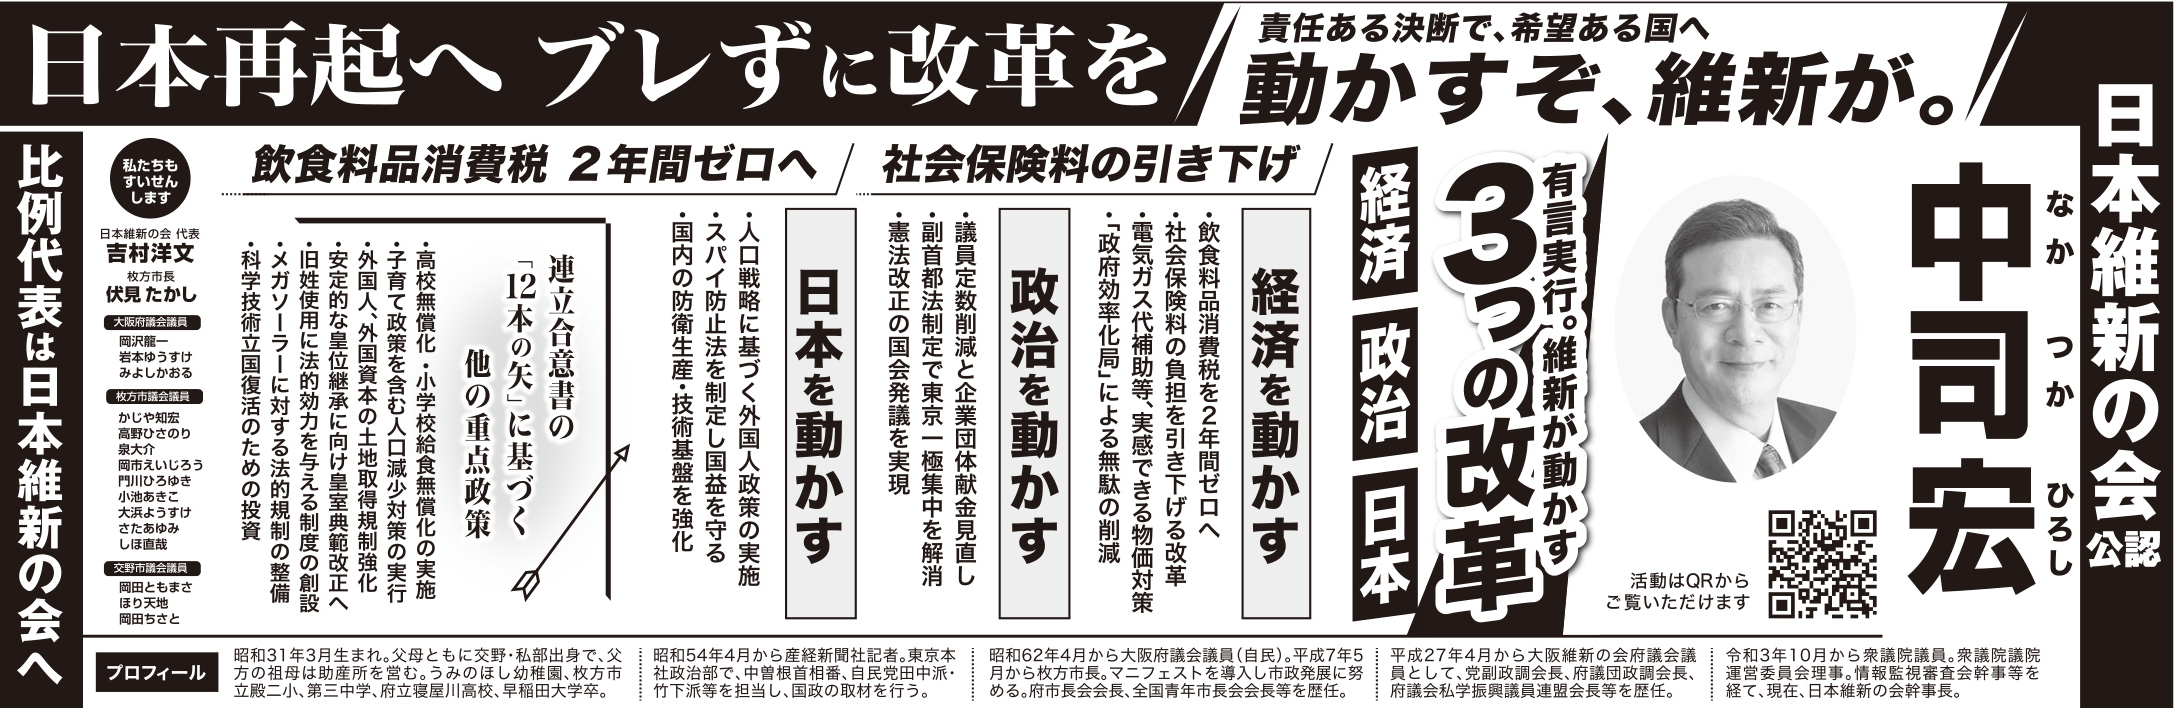 日本再起へ ブレずに改革を
責任ある決断で、希望ある国へ
動かすぞ、維新が。
日本維新の会 公認
なかつか ひろし
中司宏
活動はQRから
ご覧いただけます
有言実行。維新が動かす
3つの改革
経済
政治
日本
社会保険料の引き下げ
飲食料品消費税 2年間ゼロへ
経済を動かす
・飲食料品消費税を2年間ゼロへ
・社会保険料の負担を引き下げる改革
・電気ガス代補助等、実感できる物価対策
・「政府効率化局」による無駄の削減
政治を動かす
・議員定数削減と企業団体献金見直し
・副首都法制定で東京一極集中を解消
・憲法改正の国会発議を実現
日本を動かす
・人口戦略に基づく外国人政策の実施
・スパイ防止法を制定し国益を守る
・国内の防衛生産・技術基盤を強化
連立合意書の
「12本の矢」に基づく
他の重点政策
・高校無償化・小学校給食無償化の実施
・子育て政策を含む人口減少対策の実行
・外国人、外国資本の土地取得規制強化
・安定的な皇位継承に向け皇室典範改正へ
・旧姓使用に法的効力を与える制度の創設
・メガソーラーに対する法的規制の整備
・科学技術立国復活のための投資
私たちも
すいせん
します
日本維新の会 代表
吉村洋文
枚方市長
伏見 たかし
大阪府議会議員
岡沢龍一
岩本ゆうすけ
みよしかおる
枚方市議会議員
かじや知宏
高野ひさのり
泉大介
岡市えいじろう
門川ひろゆき
小池あきこ
大浜ようすけ
さたあゆみ
しほ直哉
交野市議会議員
岡田ともまさ
ほり天地
岡田ちさと
比例代表は日本維新の会へ
プロフィール
昭和31年3月生まれ。父母ともに交野・私部出身で、父
方の祖母は助産所を営む。うみのほし幼稚園、枚方市
立殿二小、第三中学、府立寝屋川高校、早稲田大学卒。
昭和54年4月から産経新聞社記者。東京本
社政治部で、中曽根首相番、自民党田中派・
竹下派等を担当し、国政の取材を行う。
昭和62年4月から大阪府議会議員（自民）。平成7年5
月から枚方市長。マニフェストを導入し市政発展に努
める。府市長会会長、全国青年市長会会長等を歴任。
平成27年4月から大阪維新の会府議会議
員として、党副政調会長、府議団政調会長、
府議会私学振興議員連盟会長等を歴任。
令和3年10月から衆議院議員。衆議院議院
運営委員会理事。情報監視審査会幹事等を
経て、現在、日本維新の会幹事長。